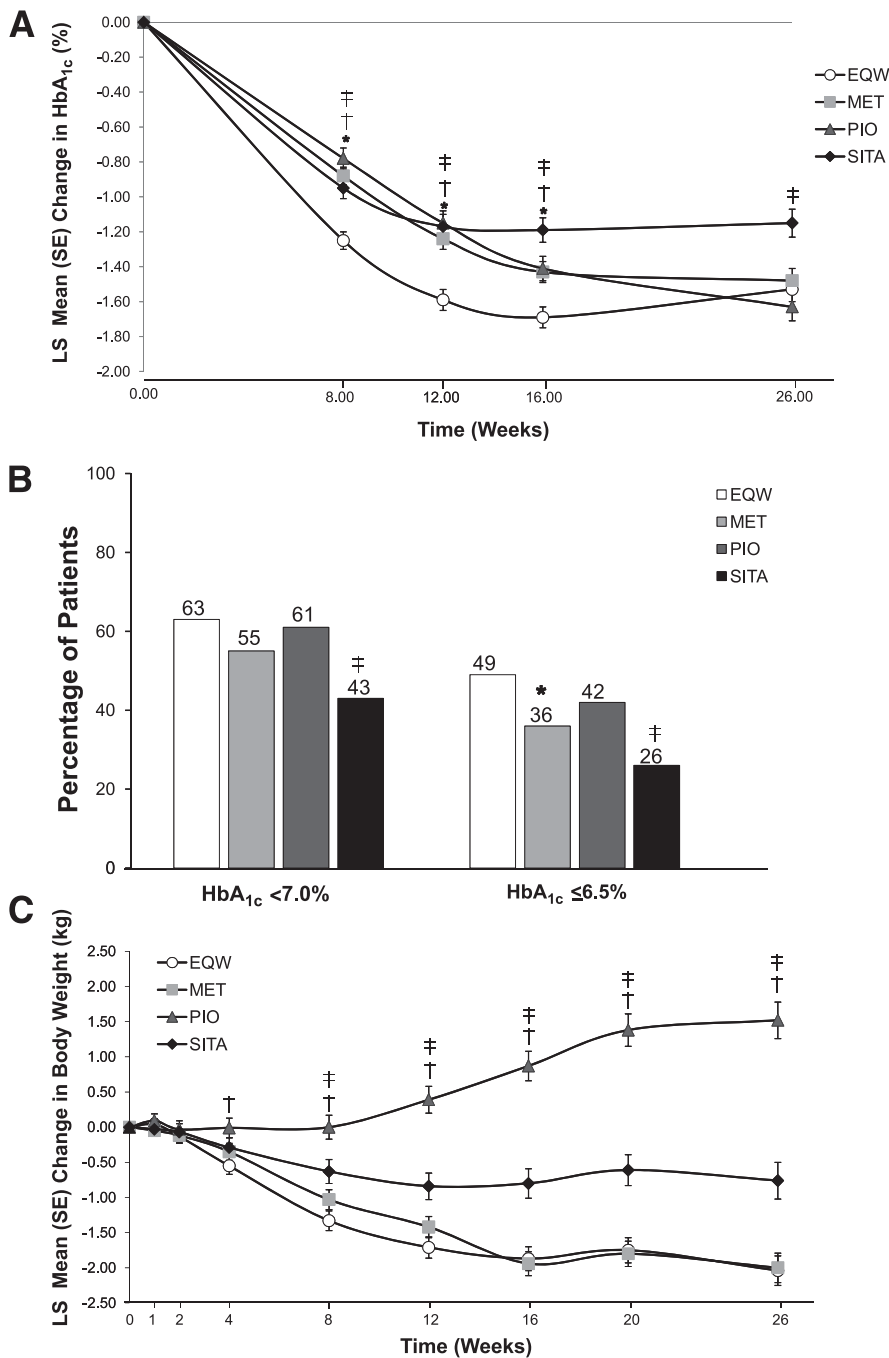 A
LS Mean (SE) Change in HbA1c (%)
0.00
-0.20
-0.40
-0.60
-0.80
-1.00
-1.20
-1.40
-1.60
-1.80
-2.00
‡
†
*
‡
†
*
‡
†
*
‡
EQW
MET
PIO
SITA
0.00 8.00 12.00 16.00 26.00
Time (Weeks)
B
Percentage of Patients
100
80
60
40
20
0
EQW
MET
PIO
SITA
63 55 61 ‡ 43
49 * 36 42 ‡ 26
HbA1c <7.0% HbA1c ≤6.5%
C
LS Mean (SE) Change in Body Weight (kg)
2.50
2.00
1.50
1.00
0.50
0.00
-0.50
-1.00
-1.50
-2.00
-2.50
EQW
MET
PIO
SITA
†
‡
†
‡
†
‡
†
‡
†
‡
†
0 1 2 4 8 12 16 20 26
Time (Weeks)